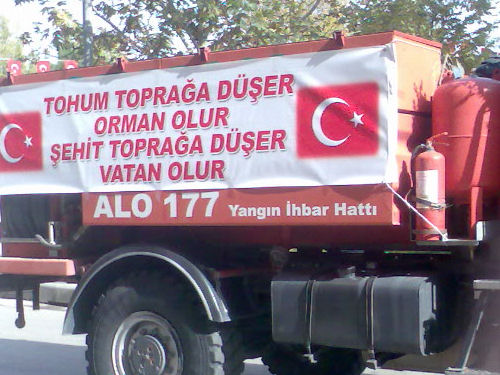 TOHUM TOPRAĞA DÜŞER
ORMAN OLUR
ŞEHİT TOPRAĞA DÜŞER
VATAN OLUR
ALO 177 Yangın İhbar Hattı